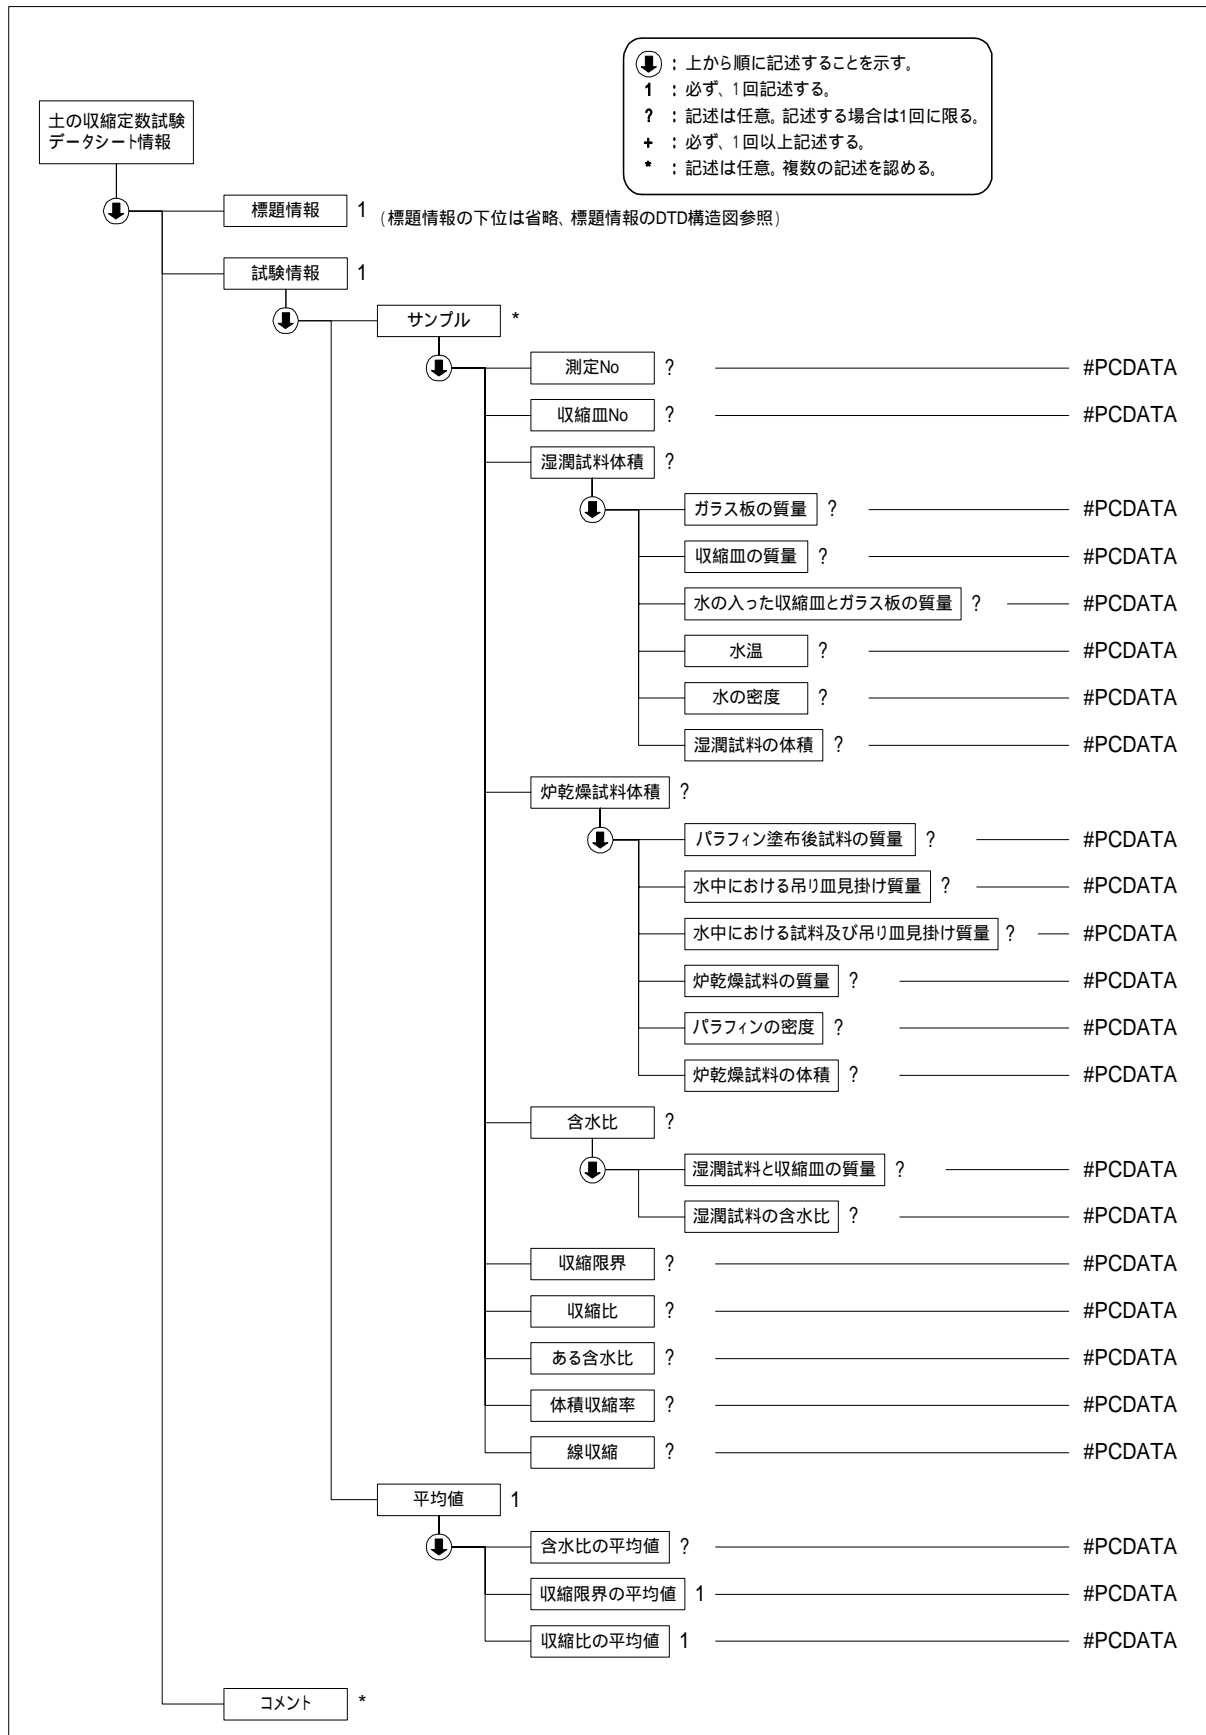 : 上から順に記述することを示す。
1 : 必ず、1回記述する。
? : 記述は任意。記述する場合は1回に限る。
+ : 必ず、1回以上記述する。
* : 記述は任意。複数の記述を認める。
土の収縮定数試験
データシート情報
標題情報 1 (標題情報の下位は省略、標題情報のDTD構造図参照)
試験情報 1
サンプル *
測定No ? #PCDATA
収縮皿No ? #PCDATA
湿潤試料体積 ?
ガラス板の質量 ? #PCDATA
収縮皿の質量 ? #PCDATA
水の入った収縮皿とガラス板の質量 ? #PCDATA
水温 ? #PCDATA
水の密度 ? #PCDATA
湿潤試料の体積 ? #PCDATA
炉乾燥試料体積 ?
パラフィン塗布後試料の質量 ? #PCDATA
水中における吊り皿見掛け質量 ? #PCDATA
水中における試料及び吊り皿見掛け質量 ? #PCDATA
炉乾燥試料の質量 ? #PCDATA
パラフィンの密度 ? #PCDATA
炉乾燥試料の体積 ? #PCDATA
含水比 ?
湿潤試料と収縮皿の質量 ? #PCDATA
湿潤試料の含水比 ? #PCDATA
収縮限界 ? #PCDATA
収縮比 ? #PCDATA
ある含水比 ? #PCDATA
体積収縮率 ? #PCDATA
線収縮 ? #PCDATA
平均値 1
含水比の平均値 ? #PCDATA
収縮限界の平均値 1 #PCDATA
収縮比の平均値 1 #PCDATA
コメント *